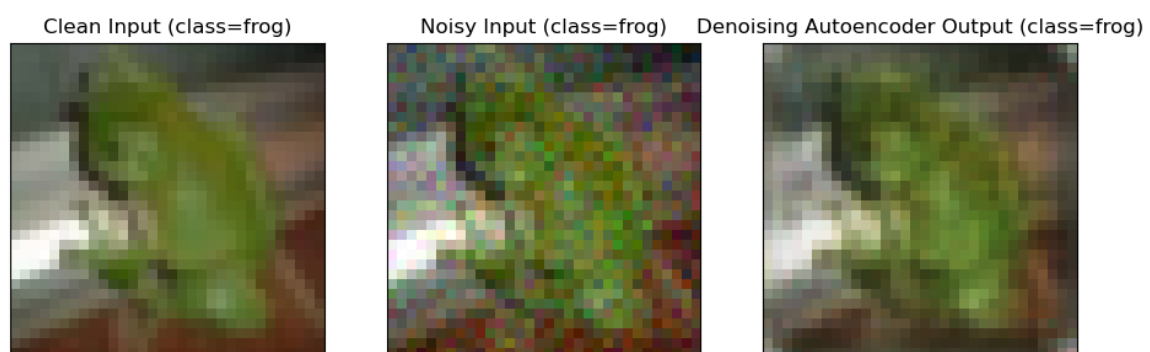 Clean Input (class=frog)
Noisy Input (class=frog)
Denoising Autoencoder Output (class=frog)